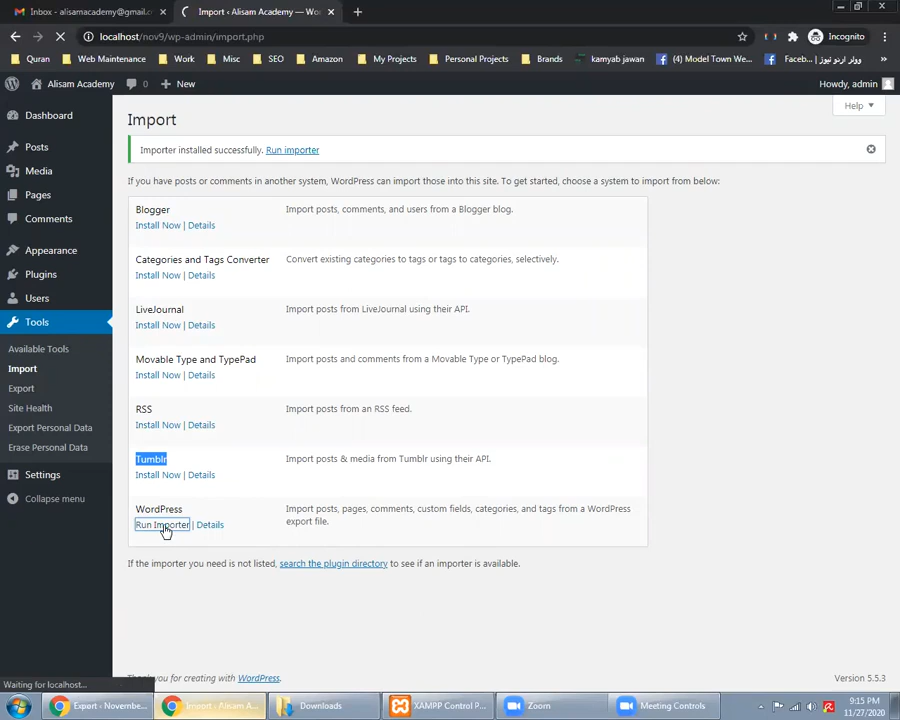 Inbox - alisamacademy@gmail.c
Import ‹ Alisam Academy — Wo
localhost/nov9/wp-admin/import.php
Incognito
Quran
Web Maintenance
Work
Misc
SEO
Amazon
My Projects
Personal Projects
Brands
kamyab jawan
(4) Model Town We...
Faceb...
وولر اردو نیوز
»
Alisam Academy
0
+ New
Howdy, admin
Dashboard
Posts
Media
Pages
Comments
Appearance
Plugins
Users
Tools
Available Tools
Import
Export
Site Health
Export Personal Data
Erase Personal Data
Settings
Collapse menu
Help ▼
Import
Importer installed successfully. Run importer
If you have posts or comments in another system, WordPress can import those into this site. To get started, choose a system to import from below:
Blogger
Import posts, comments, and users from a Blogger blog.
Install Now | Details
Categories and Tags Converter
Convert existing categories to tags or tags to categories, selectively.
Install Now | Details
LiveJournal
Import posts from LiveJournal using their API.
Install Now | Details
Movable Type and TypePad
Import posts and comments from a Movable Type or TypePad blog.
Install Now | Details
RSS
Import posts from an RSS feed.
Install Now | Details
Tumblr
Import posts & media from Tumblr using their API.
Install Now | Details
WordPress
Import posts, pages, comments, custom fields, categories, and tags from a WordPress
export file.
Run Importer | Details
If the importer you need is not listed, search the plugin directory to see if an importer is available.
Thank you for creating with WordPress.
Version 5.5.3
Waiting for localhost...
Export ‹ Novembe...
Import ‹ Alisam A...
Downloads
XAMPP Control P...
Zoom
Meeting Controls
9:15 PM
11/27/2020